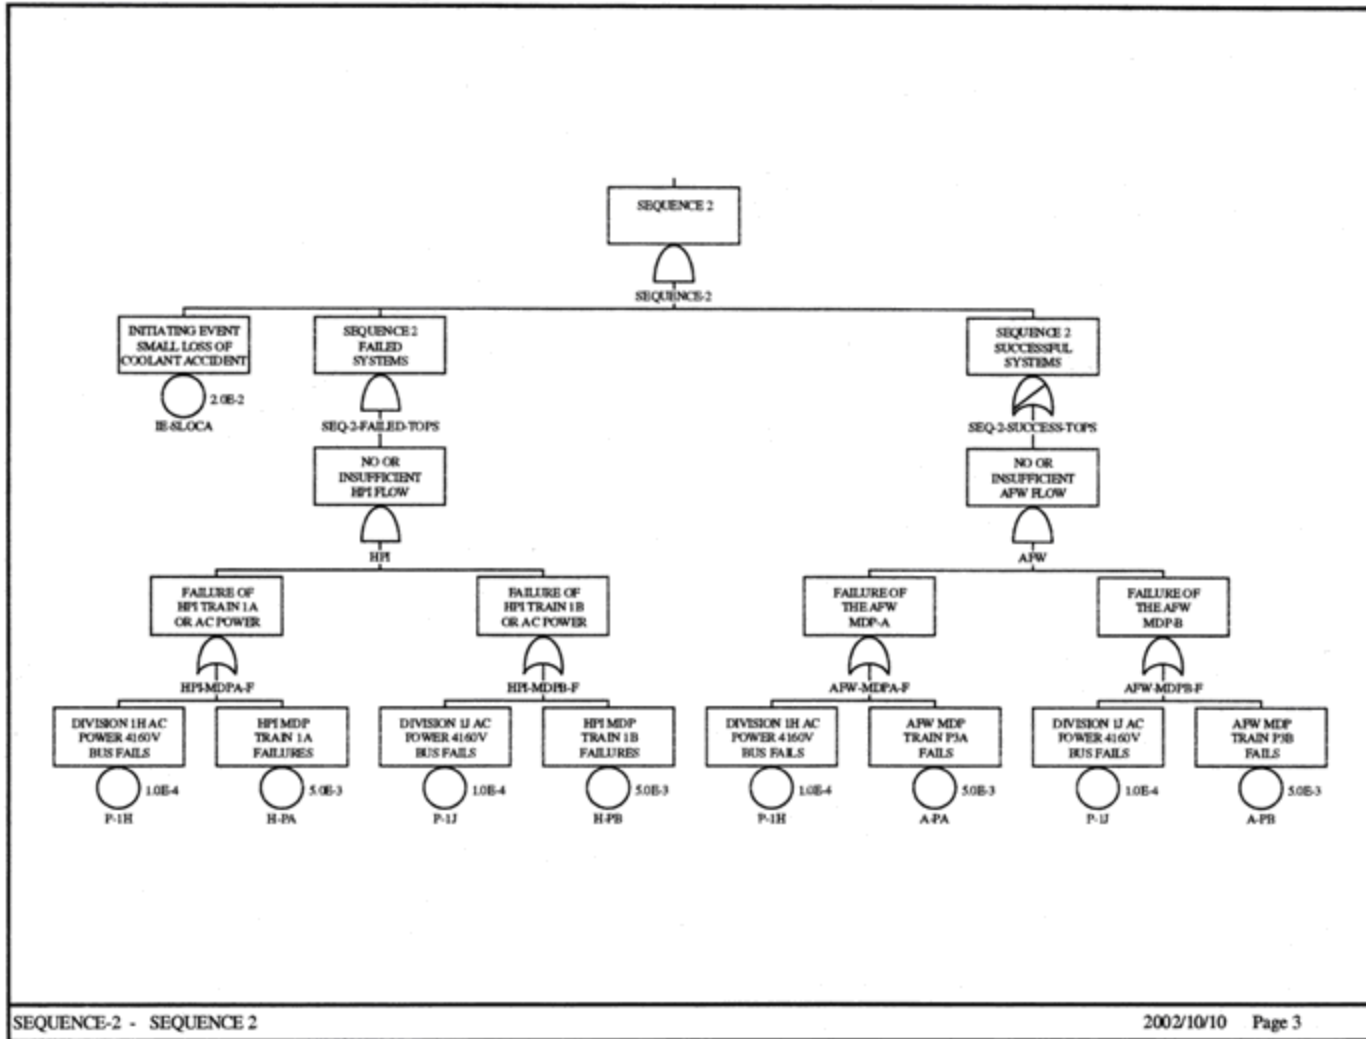 SEQUENCE 2
SEQUENCE-2
INITIATING EVENT
SMALL LOSS OF
COOLANT ACCIDENT
2.0E-2
IE-SLOCA
SEQUENCE 2
FAILED
SYSTEMS
SEQ-2-FAILED-TOPS
SEQUENCE 2
SUCCESSFUL
SYSTEMS
SEQ-2-SUCCESS-TOPS
NO OR
INSUFFICIENT
HPI FLOW
HPI
NO OR
INSUFFICIENT
AFW FLOW
AFW
FAILURE OF
HPI TRAIN 1A
OR AC POWER
HPI-MDPA-F
FAILURE OF
HPI TRAIN 1B
OR AC POWER
HPI-MDPB-F
FAILURE OF
THE AFW
MDP-A
AFW-MDPA-F
FAILURE OF
THE AFW
MDP-B
AFW-MDPB-F
DIVISION 1H AC
POWER 4160V
BUS FAILS
1.0E-4
P-1H
HPI MDP
TRAIN 1A
FAILURES
5.0E-3
H-PA
DIVISION 1J AC
POWER 4160V
BUS FAILS
1.0E-4
P-1J
HPI MDP
TRAIN 1B
FAILURES
5.0E-3
H-PB
DIVISION 1H AC
POWER 4160V
BUS FAILS
1.0E-4
P-1H
AFW MDP
TRAIN P3A
FAILS
5.0E-3
A-PA
DIVISION 1J AC
POWER 4160V
BUS FAILS
1.0E-4
P-1J
AFW MDP
TRAIN P3B
FAILS
5.0E-3
A-PB
SEQUENCE-2 - SEQUENCE 2
2002/10/10 Page 3